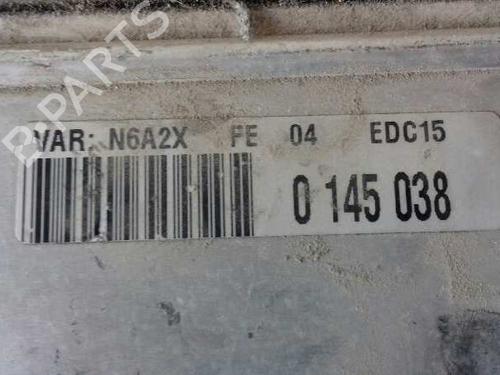 B-PARTS
VAR: N6A2X FE 04 EDC15
0 145 038